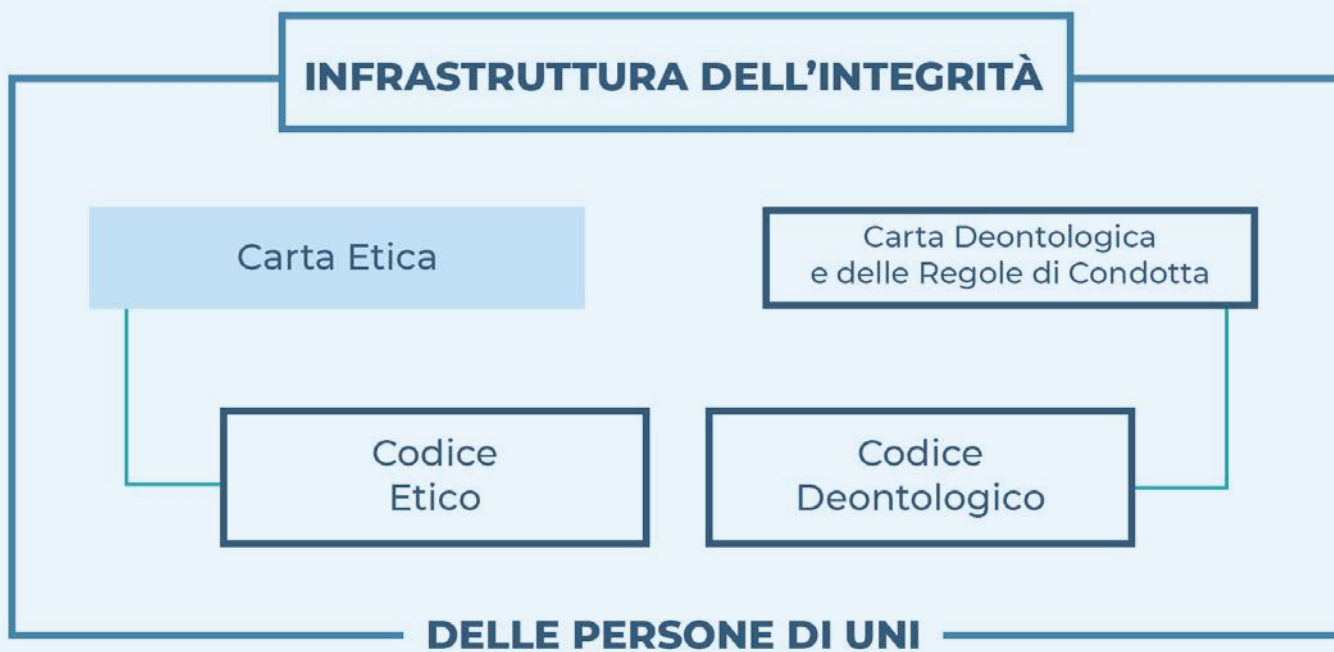 INFRASTRUTTURA DELL’INTEGRITÀ
Carta Etica
Carta Deontologica
e delle Regole di Condotta
Codice
Etico
Codice
Deontologico
DELLE PERSONE DI UNI